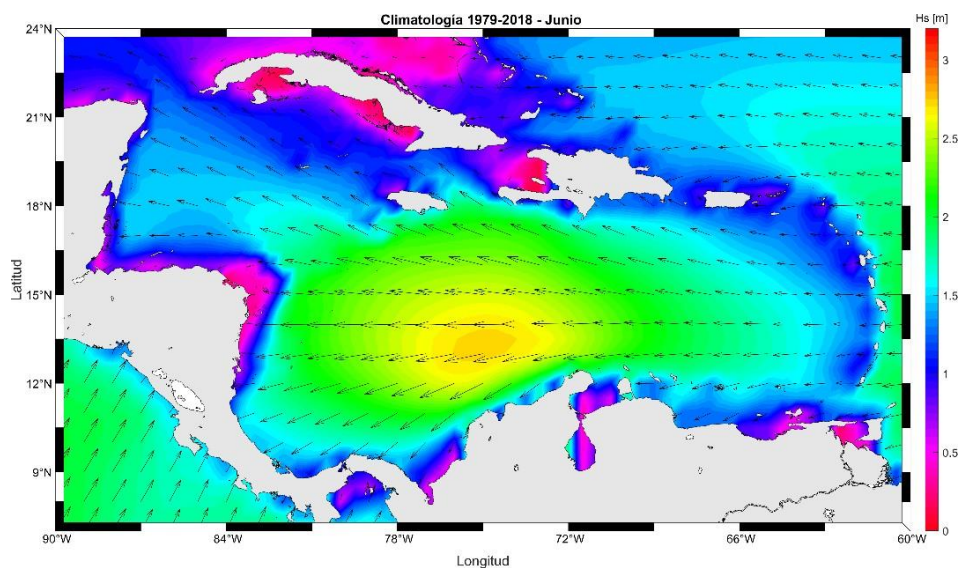 Climatología 1979-2018 - Junio
Hs [m]
24°N
21°N
18°N
15°N
12°N
9°N
Latitud
90°W
84°W
78°W
72°W
66°W
60°W
Longitud
3
2.5
2
1.5
1
0.5
0